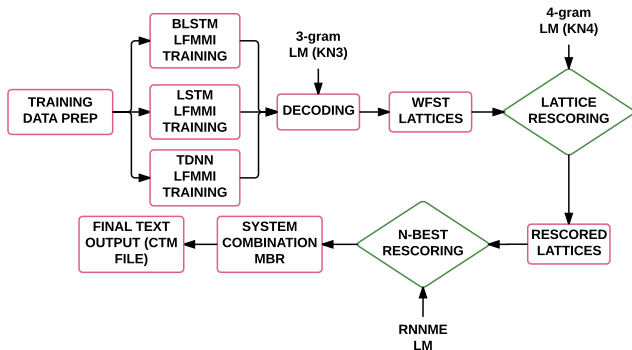 BLSTM
LFMMI
TRAINING
3-gram
LM (KN3)
4-gram
LM (KN4)
TRAINING
DATA PREP
LSTM
LFMMI
TRAINING
DECODING
WFST
LATTICES
LATTICE
RESCORING
TDNN
LFMMI
TRAINING
FINAL TEXT
OUTPUT (CTM
FILE)
SYSTEM
COMBINATION
MBR
N-BEST
RESCORING
RESCORED
LATTICES
RNNME
LM